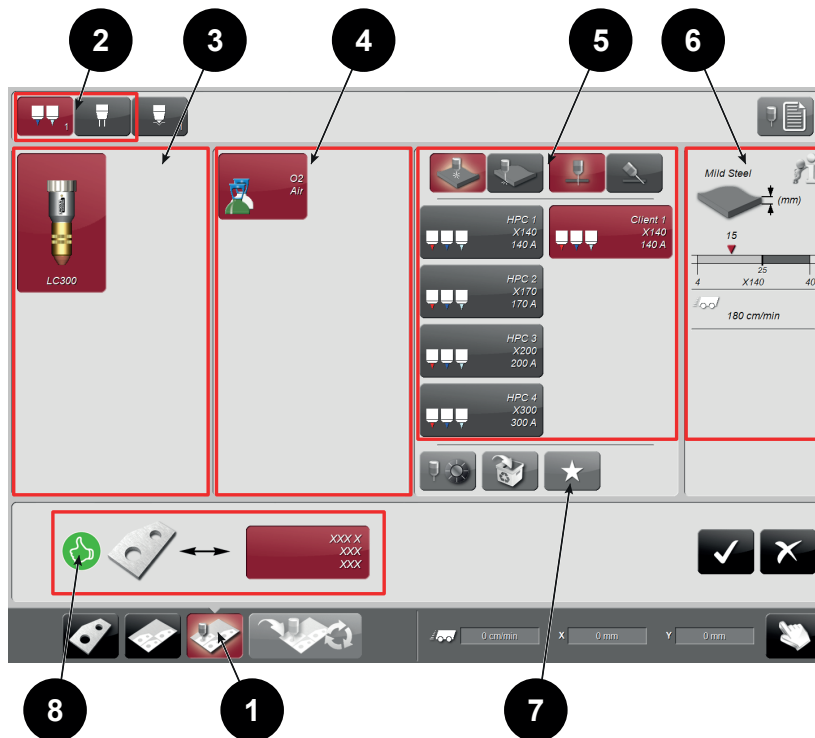 2
3
4
5
6
1
LC300
O2
Air
HPC 1
X140
140 A
Client 1
X140
140 A
HPC 2
X170
170 A
HPC 3
X200
200 A
HPC 4
X300
300 A
Mild Steel
(mm)
15
25
4 X140 40
180 cm/min
XXX X
XXX
XXX
0 cm/min X 0 mm Y 0 mm
8
1
7